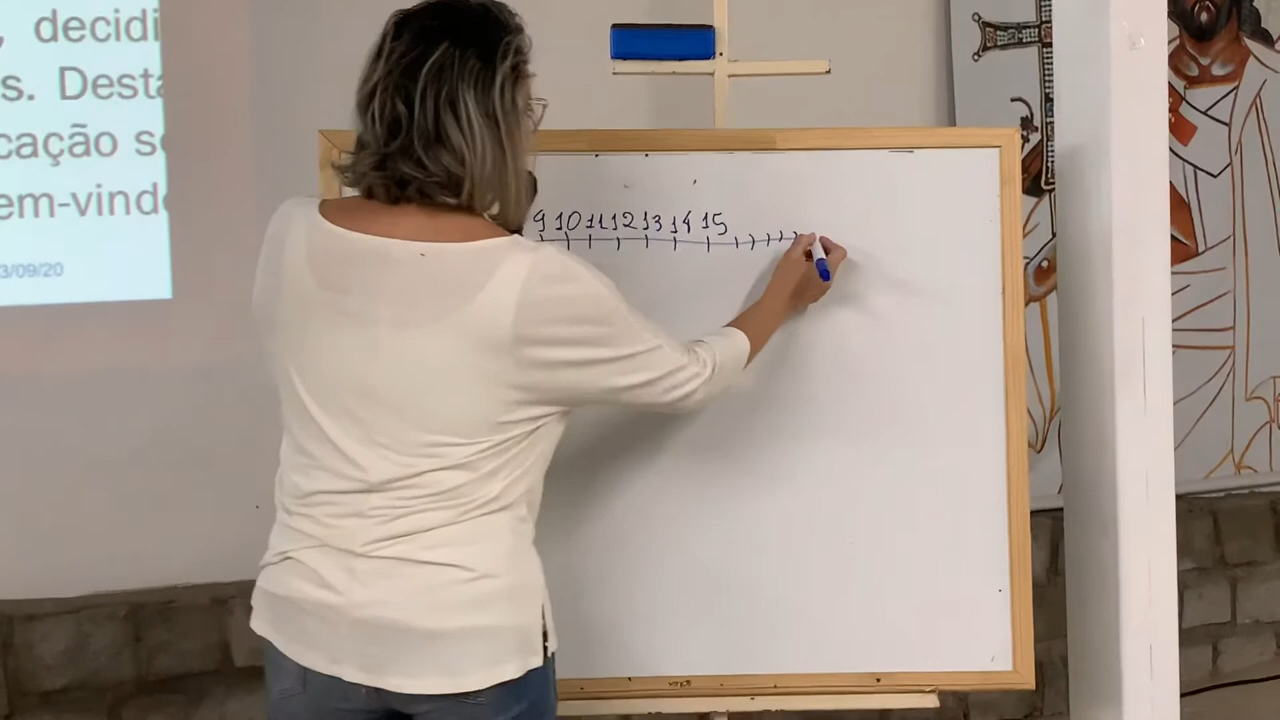 , decidi
s. Desta
cação s
em-vind
3/09/20
9 10 11 12 13 14 15